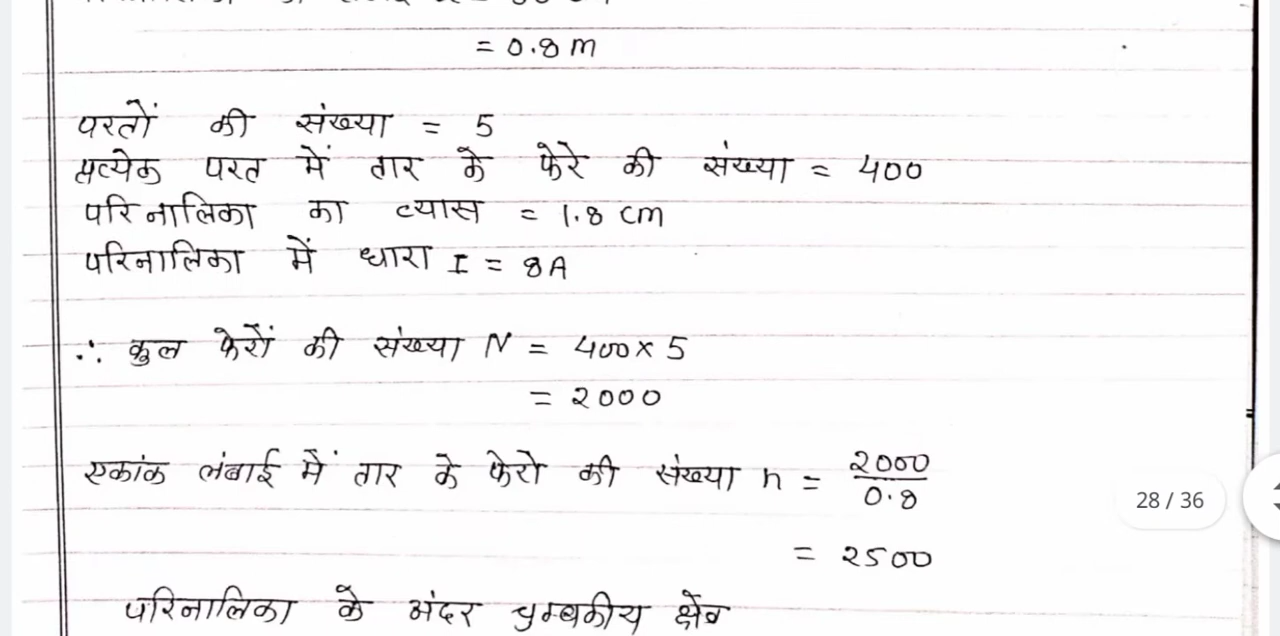 = 0.8 m
परतों की संख्या = 5
प्रत्येक परत में तार के फेरे की संख्या = 400
परिनालिका का व्यास = 1.8 cm
परिनालिका में धारा I = 8A
∴ कुल फेरों की संख्या N = 400 x 5
= 2000
एकांक लंबाई में तार के फेरो की संख्या n = 2000 / 0.8
28 / 36
= 2500
परिनालिका के अंदर चुम्बकीय क्षेत्र